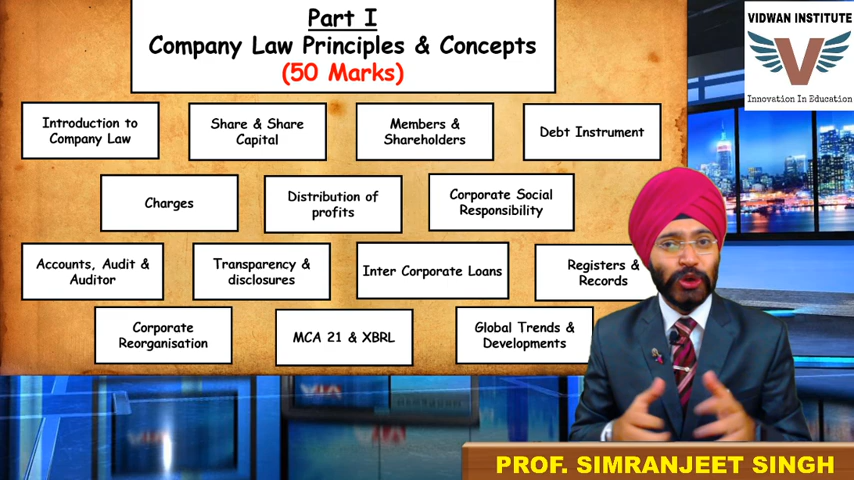 Part I
Company Law Principles & Concepts
(50 Marks)
VIDWAN INSTITUTE
V
Innovation In Education
Introduction to
Company Law
Share & Share
Capital
Members &
Shareholders
Debt Instrument
Charges
Distribution of
profits
Corporate Social
Responsibility
Accounts, Audit &
Auditor
Transparency &
disclosures
Inter Corporate Loans
Registers &
Records
Corporate
Reorganisation
MCA 21 & XBRL
Global Trends &
Developments
PROF. SIMRANJEET SINGH